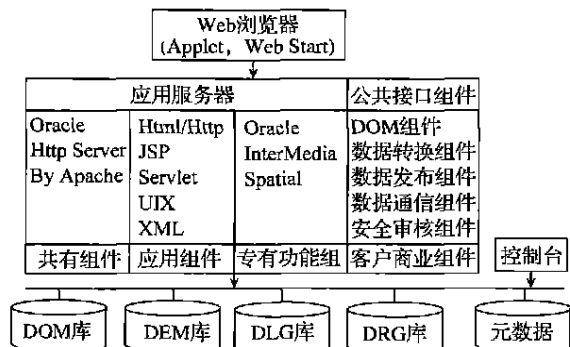 Web浏览器
(Applct, Web Start)
应用服务器 公共接口组件
Oracle
Http Server
By Apache
Html/Http
JSP
Servlet
UIX
XML
Oracle
InterMedia
Spatial
DOM组件
数据转换组件
数据发布组件
数据通信组件
安全审核组件
共有组件 应用组件 专有功能组 客户商业组件
控制台
DOM库 DEM库 DLG库 DRG库 元数据